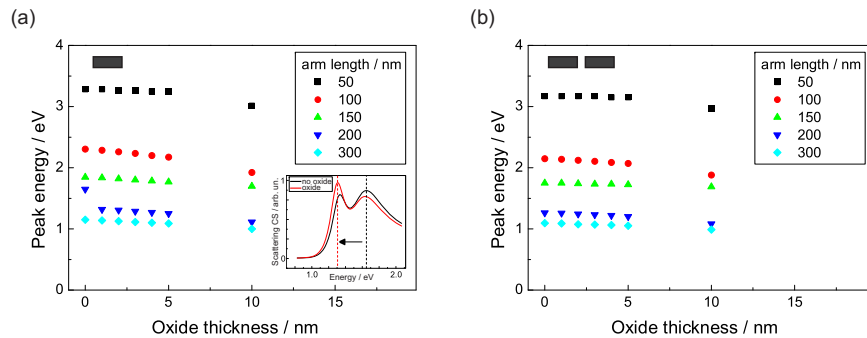 (a)
4
3
2
1
0
Peak energy / eV
0
5
10
15
Oxide thickness / nm
arm length / nm
50
100
150
200
300
no oxide
oxide
1
0
Scattering CS / arb. un.
1.0
2.0
Energy / eV
(b)
4
3
2
1
0
Peak energy / eV
0
5
10
15
Oxide thickness / nm
arm length / nm
50
100
150
200
300